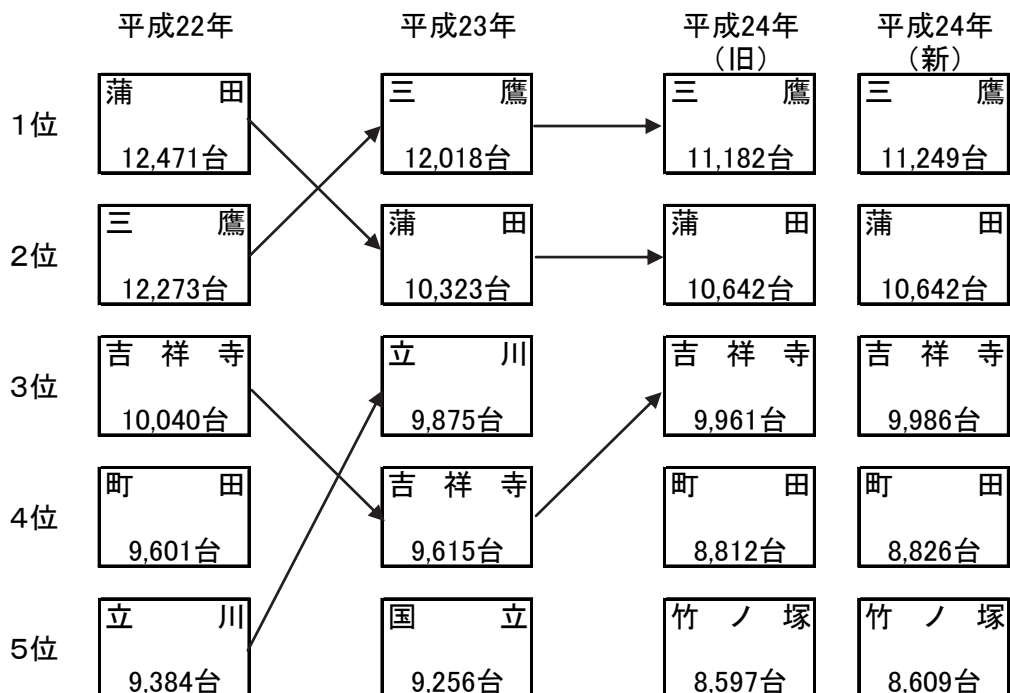 平成22年 平成23年 平成24年 平成24年
(旧) (新)
蒲田 三鷹 三鷹 三鷹
1位
12,471台 12,018台 11,182台 11,249台
三鷹 蒲田 蒲田 蒲田
2位
12,273台 10,323台 10,642台 10,642台
吉祥寺 立川 吉祥寺 吉祥寺
3位
10,040台 9,875台 9,961台 9,986台
町田 吉祥寺 町田 町田
4位
9,601台 9,615台 8,812台 8,826台
立川 国立 竹ノ塚 竹ノ塚
5位
9,384台 9,256台 8,597台 8,609台